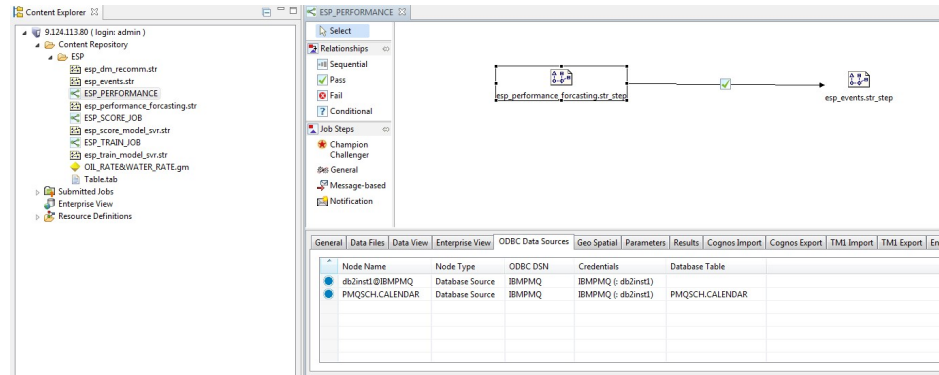 Content Explorer
9.124.113.80 ( login: admin )
Content Repository
ESP
esp_dm_recomm.str
esp_events.str
ESP_PERFORMANCE
esp_performance_forcasting.str
ESP_SCORE_JOB
esp_score_model_svr.str
ESP_TRAIN_JOB
esp_train_model_svr.str
OIL_RATE&WATER_RATE.gm
Table.tab
Submitted Jobs
Enterprise View
Resource Definitions
ESP_PERFORMANCE
Select
Relationships
Sequential
Pass
Fail
Conditional
Job Steps
Champion
Challenger
General
Message-based
Notification
esp_performance_forcasting.str_step
esp_events.str_step
General Data Files Data View Enterprise View ODBC Data Sources Geo Spatial Parameters Results Cognos Import Cognos Export TM1 Import TM1 Export En
Node Name Node Type ODBC DSN Credentials Database Table
db2inst1@IBMPMQ Database Source IBMPMQ IBMPMQ (: db2inst1)
PMQSCH.CALENDAR Database Source IBMPMQ IBMPMQ (: db2inst1) PMQSCH.CALENDAR